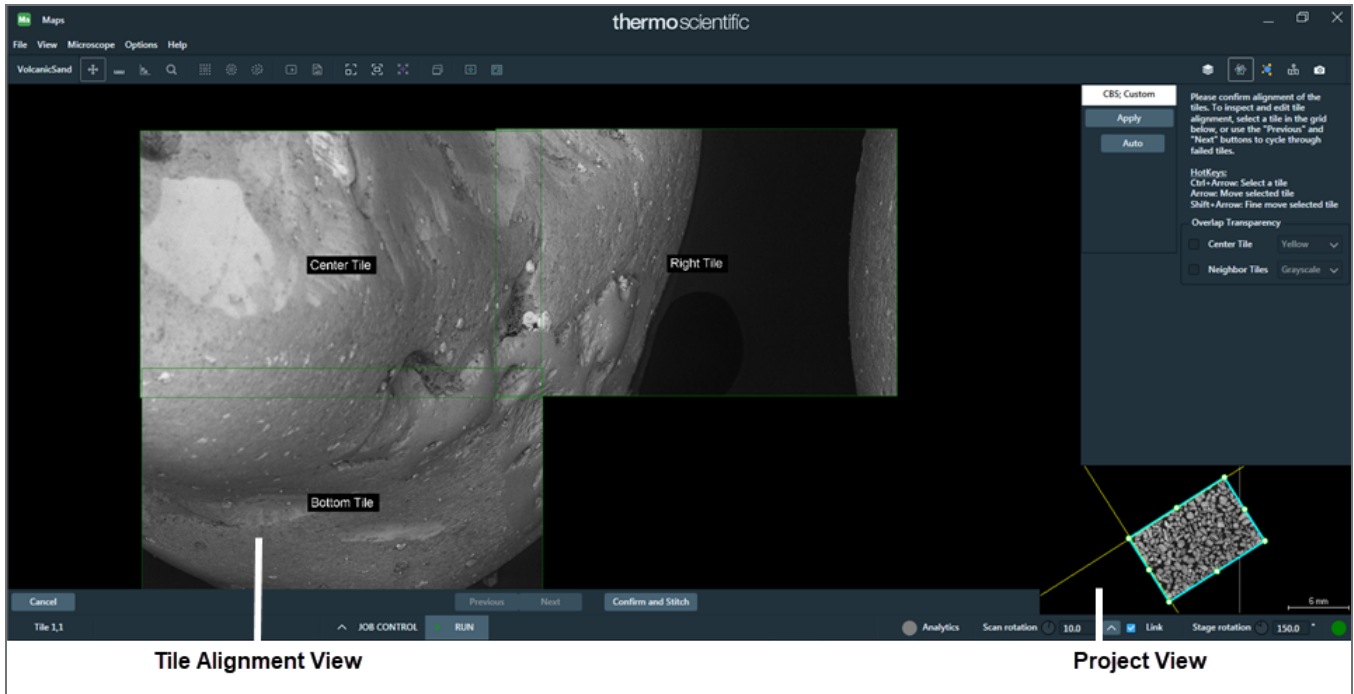 Ms Maps
thermoscientific
File View Microscope Options Help
VolcanicSand
CBS; Custom
Apply
Auto
Please confirm alignment of the
tiles. To inspect and edit tile
alignment, select a tile in the grid
below, or use the "Previous" and
"Next" buttons to cycle through
failed tiles.
HotKeys:
Ctrl+Arrow: Select a tile
Arrow: Move selected tile
Shift+Arrow: Fine move selected tile
Overlap Transparency
Center Tile Yellow
Neighbor Tiles Grayscale
Center Tile
Right Tile
Bottom Tile
6 mm
Cancel Previous Next Confirm and Stitch
Tile 1,1 JOB CONTROL RUN Analytics Scan rotation 10.0 Link Stage rotation 150.0 °
Tile Alignment View
Project View